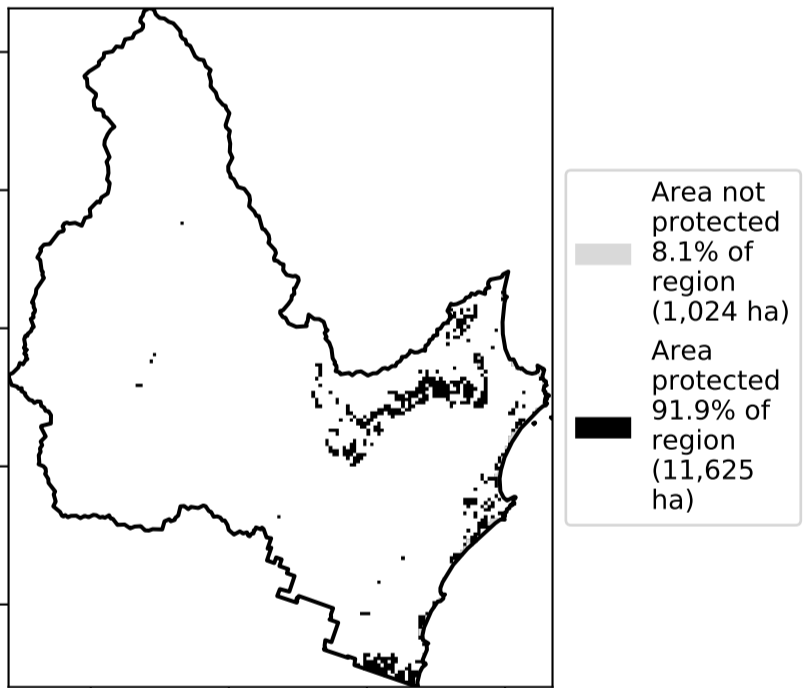 Area not
protected
8.1% of
region
(1,024 ha)
Area
protected
91.9% of
region
(11,625
ha)